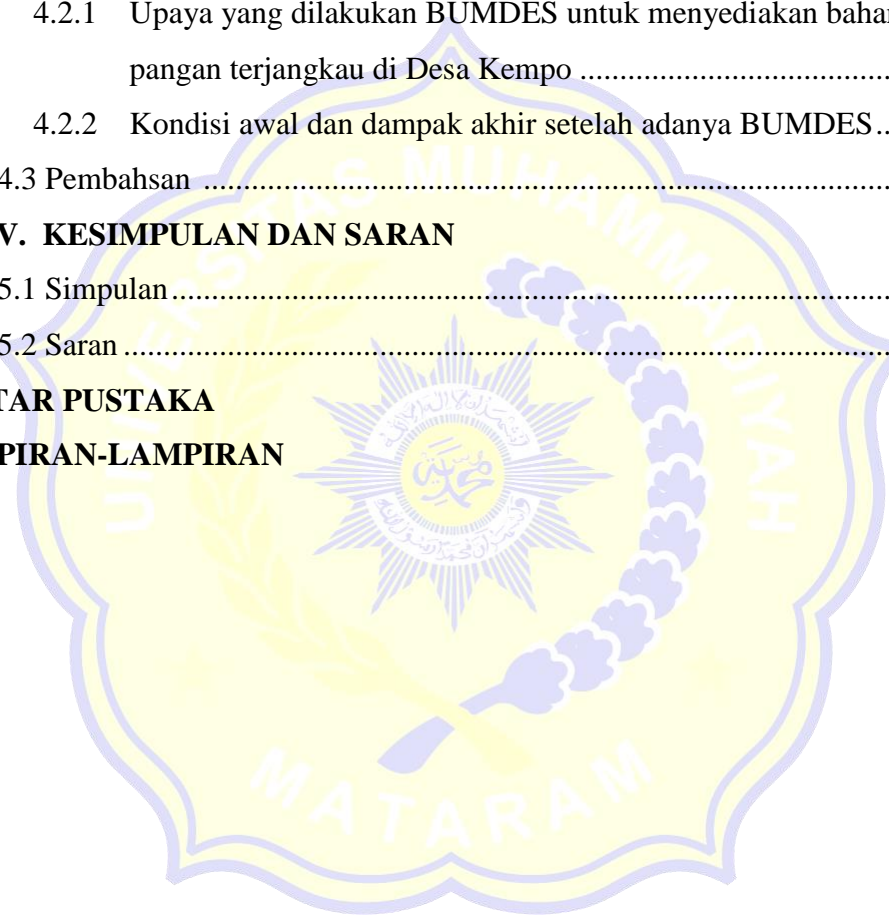 4.2.1 Upaya yang dilakukan BUMDES untuk menyediakan bahan
pangan terjangkau di Desa Kempo ........................................
4.2.2 Kondisi awal dan dampak akhir setelah adanya BUMDES ..
4.3 Pembahsan ........................................................................................
V. KESIMPULAN DAN SARAN
5.1 Simpulan ...........................................................................................
5.2 Saran .................................................................................................
TAR PUSTAKA
PIRAN-LAMPIRAN
UNIVERSITAS MUHAMMADIYAH
MATARAM